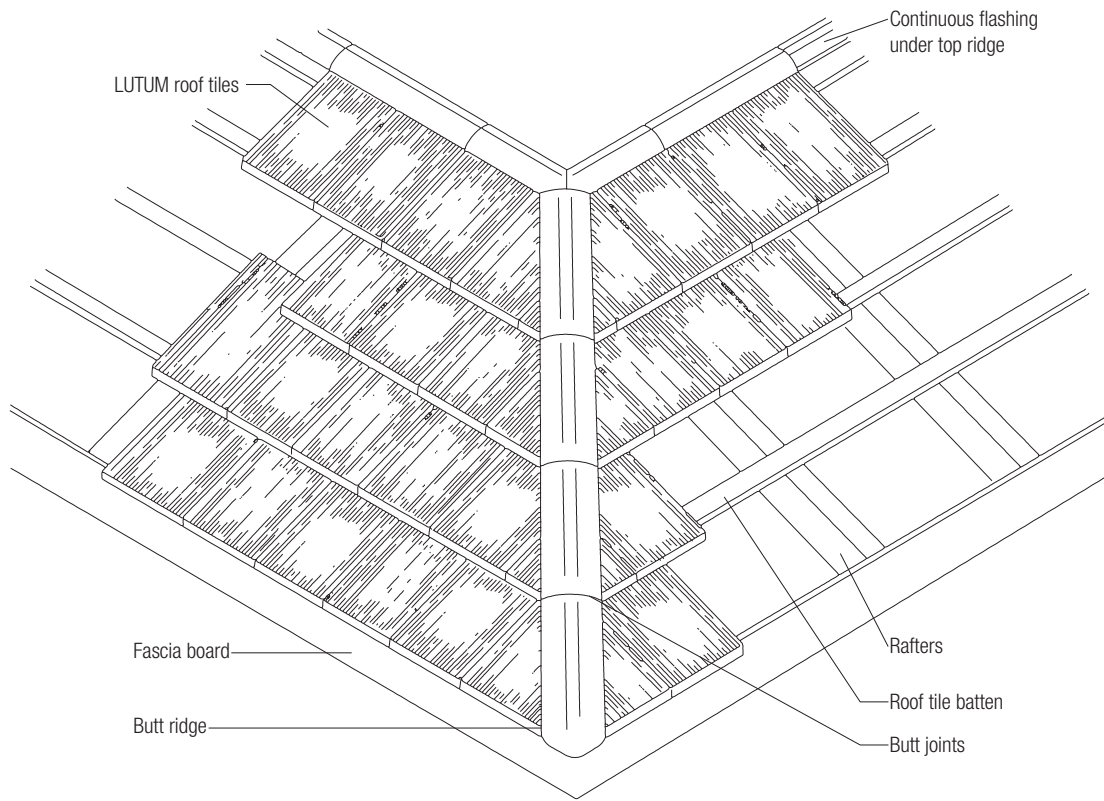 Continuous flashing
under top ridge
LUTUM roof tiles
Fascia board
Rafters
Roof tile batten
Butt ridge
Butt joints